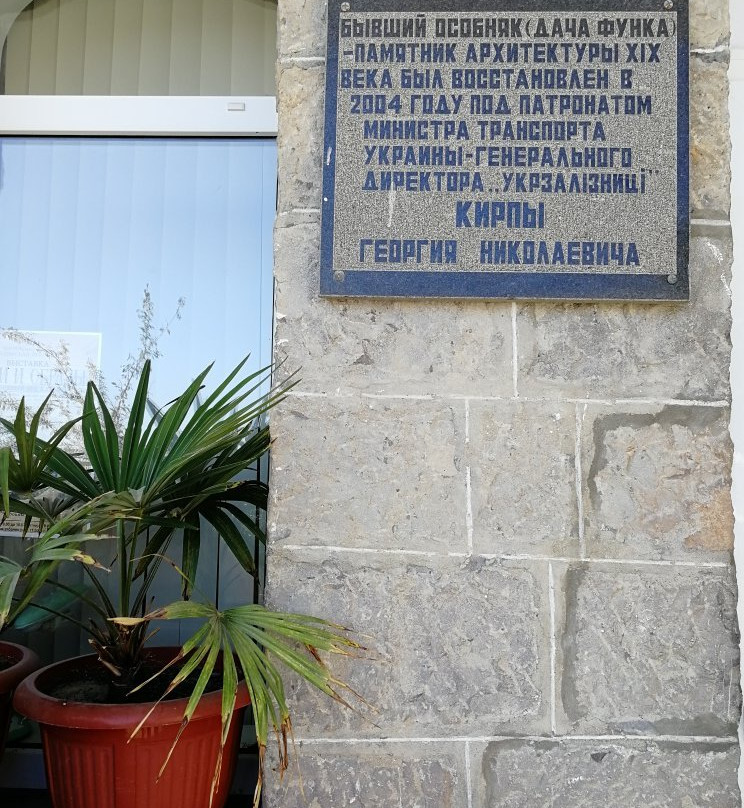 БЫВШИЙ ОСОБНЯК(ДАЧА ФУНКА)
-ПАМЯТНИК АРХИТЕКТУРЫ XIX
ВЕКА БЫЛ ВОССТАНОВЛЕН В
2004 ГОДУ ПОД ПАТРОНАТОМ
МИНИСТРА ТРАНСПОРТА
УКРАИНЫ-ГЕНЕРАЛЬНОГО
ДИРЕКТОРА „УКРЗАЛІЗНИЦІ"
КИРПЫ
ГЕОРГИЯ НИКОЛАЕВИЧА